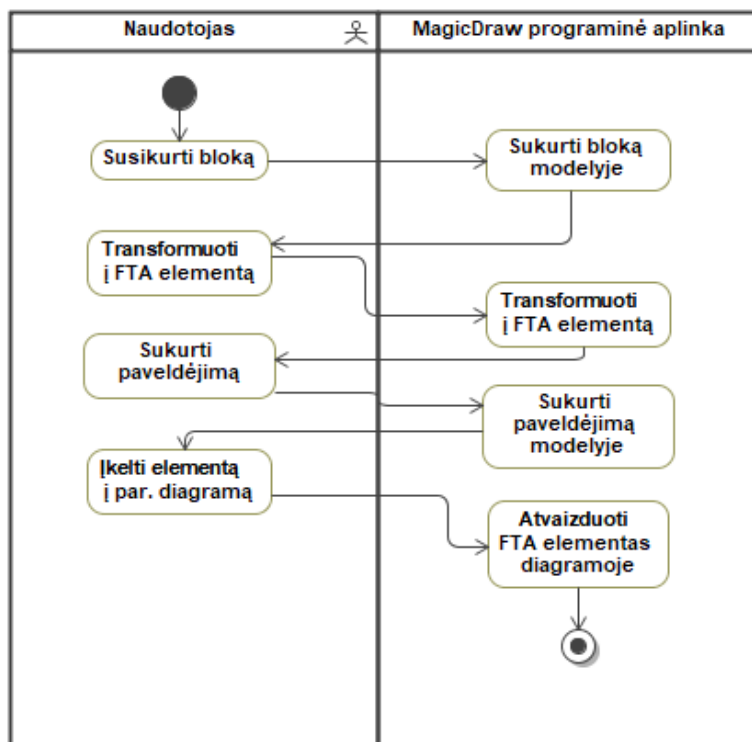 Naudotojas
MagicDraw programinė aplinka
Susikurti bloką
Sukurti bloką
modelyje
Transformuoti
į FTA elementą
Transformuoti
į FTA elementą
Sukurti
paveldėjimą
Sukurti
paveldėjimą
modelyje
Įkelti elementą
į par. diagramą
Atvaizduoti
FTA elementas
diagramoje